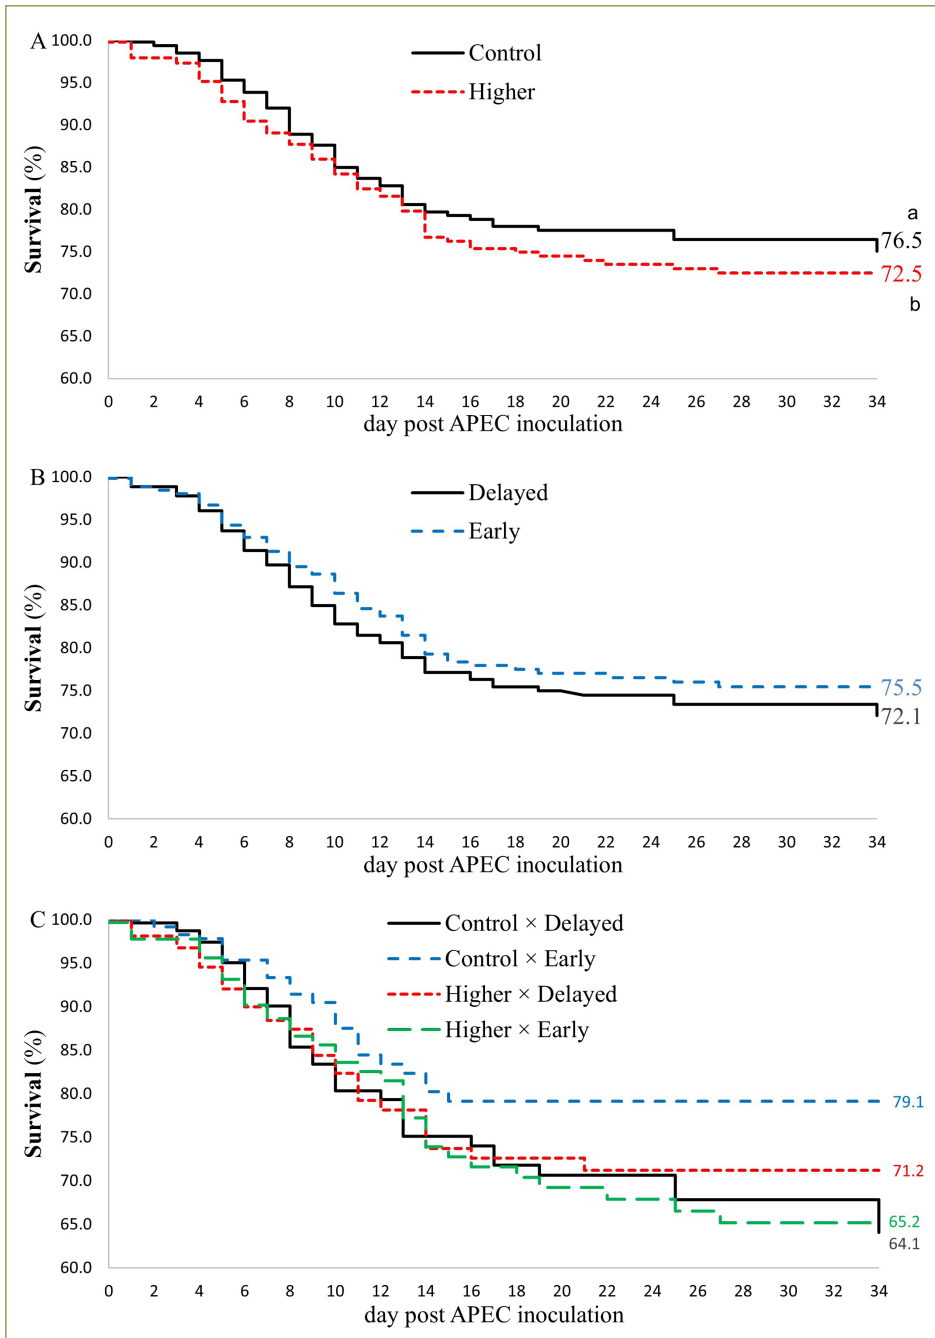 A
100.0
95.0
90.0
85.0
80.0
75.0
70.0
65.0
60.0
Survival (%)
Control
Higher
a
76.5
72.5
b
0 2 4 6 8 10 12 14 16 18 20 22 24 26 28 30 32 34
day post APEC inoculation
B
100.0
95.0
90.0
85.0
80.0
75.0
70.0
65.0
60.0
Survival (%)
Delayed
Early
75.5
72.1
0 2 4 6 8 10 12 14 16 18 20 22 24 26 28 30 32 34
day post APEC inoculation
C
100.0
95.0
90.0
85.0
80.0
75.0
70.0
65.0
60.0
Survival (%)
Control × Delayed
Control × Early
Higher × Delayed
Higher × Early
79.1
71.2
65.2
64.1
0 2 4 6 8 10 12 14 16 18 20 22 24 26 28 30 32 34
day post APEC inoculation